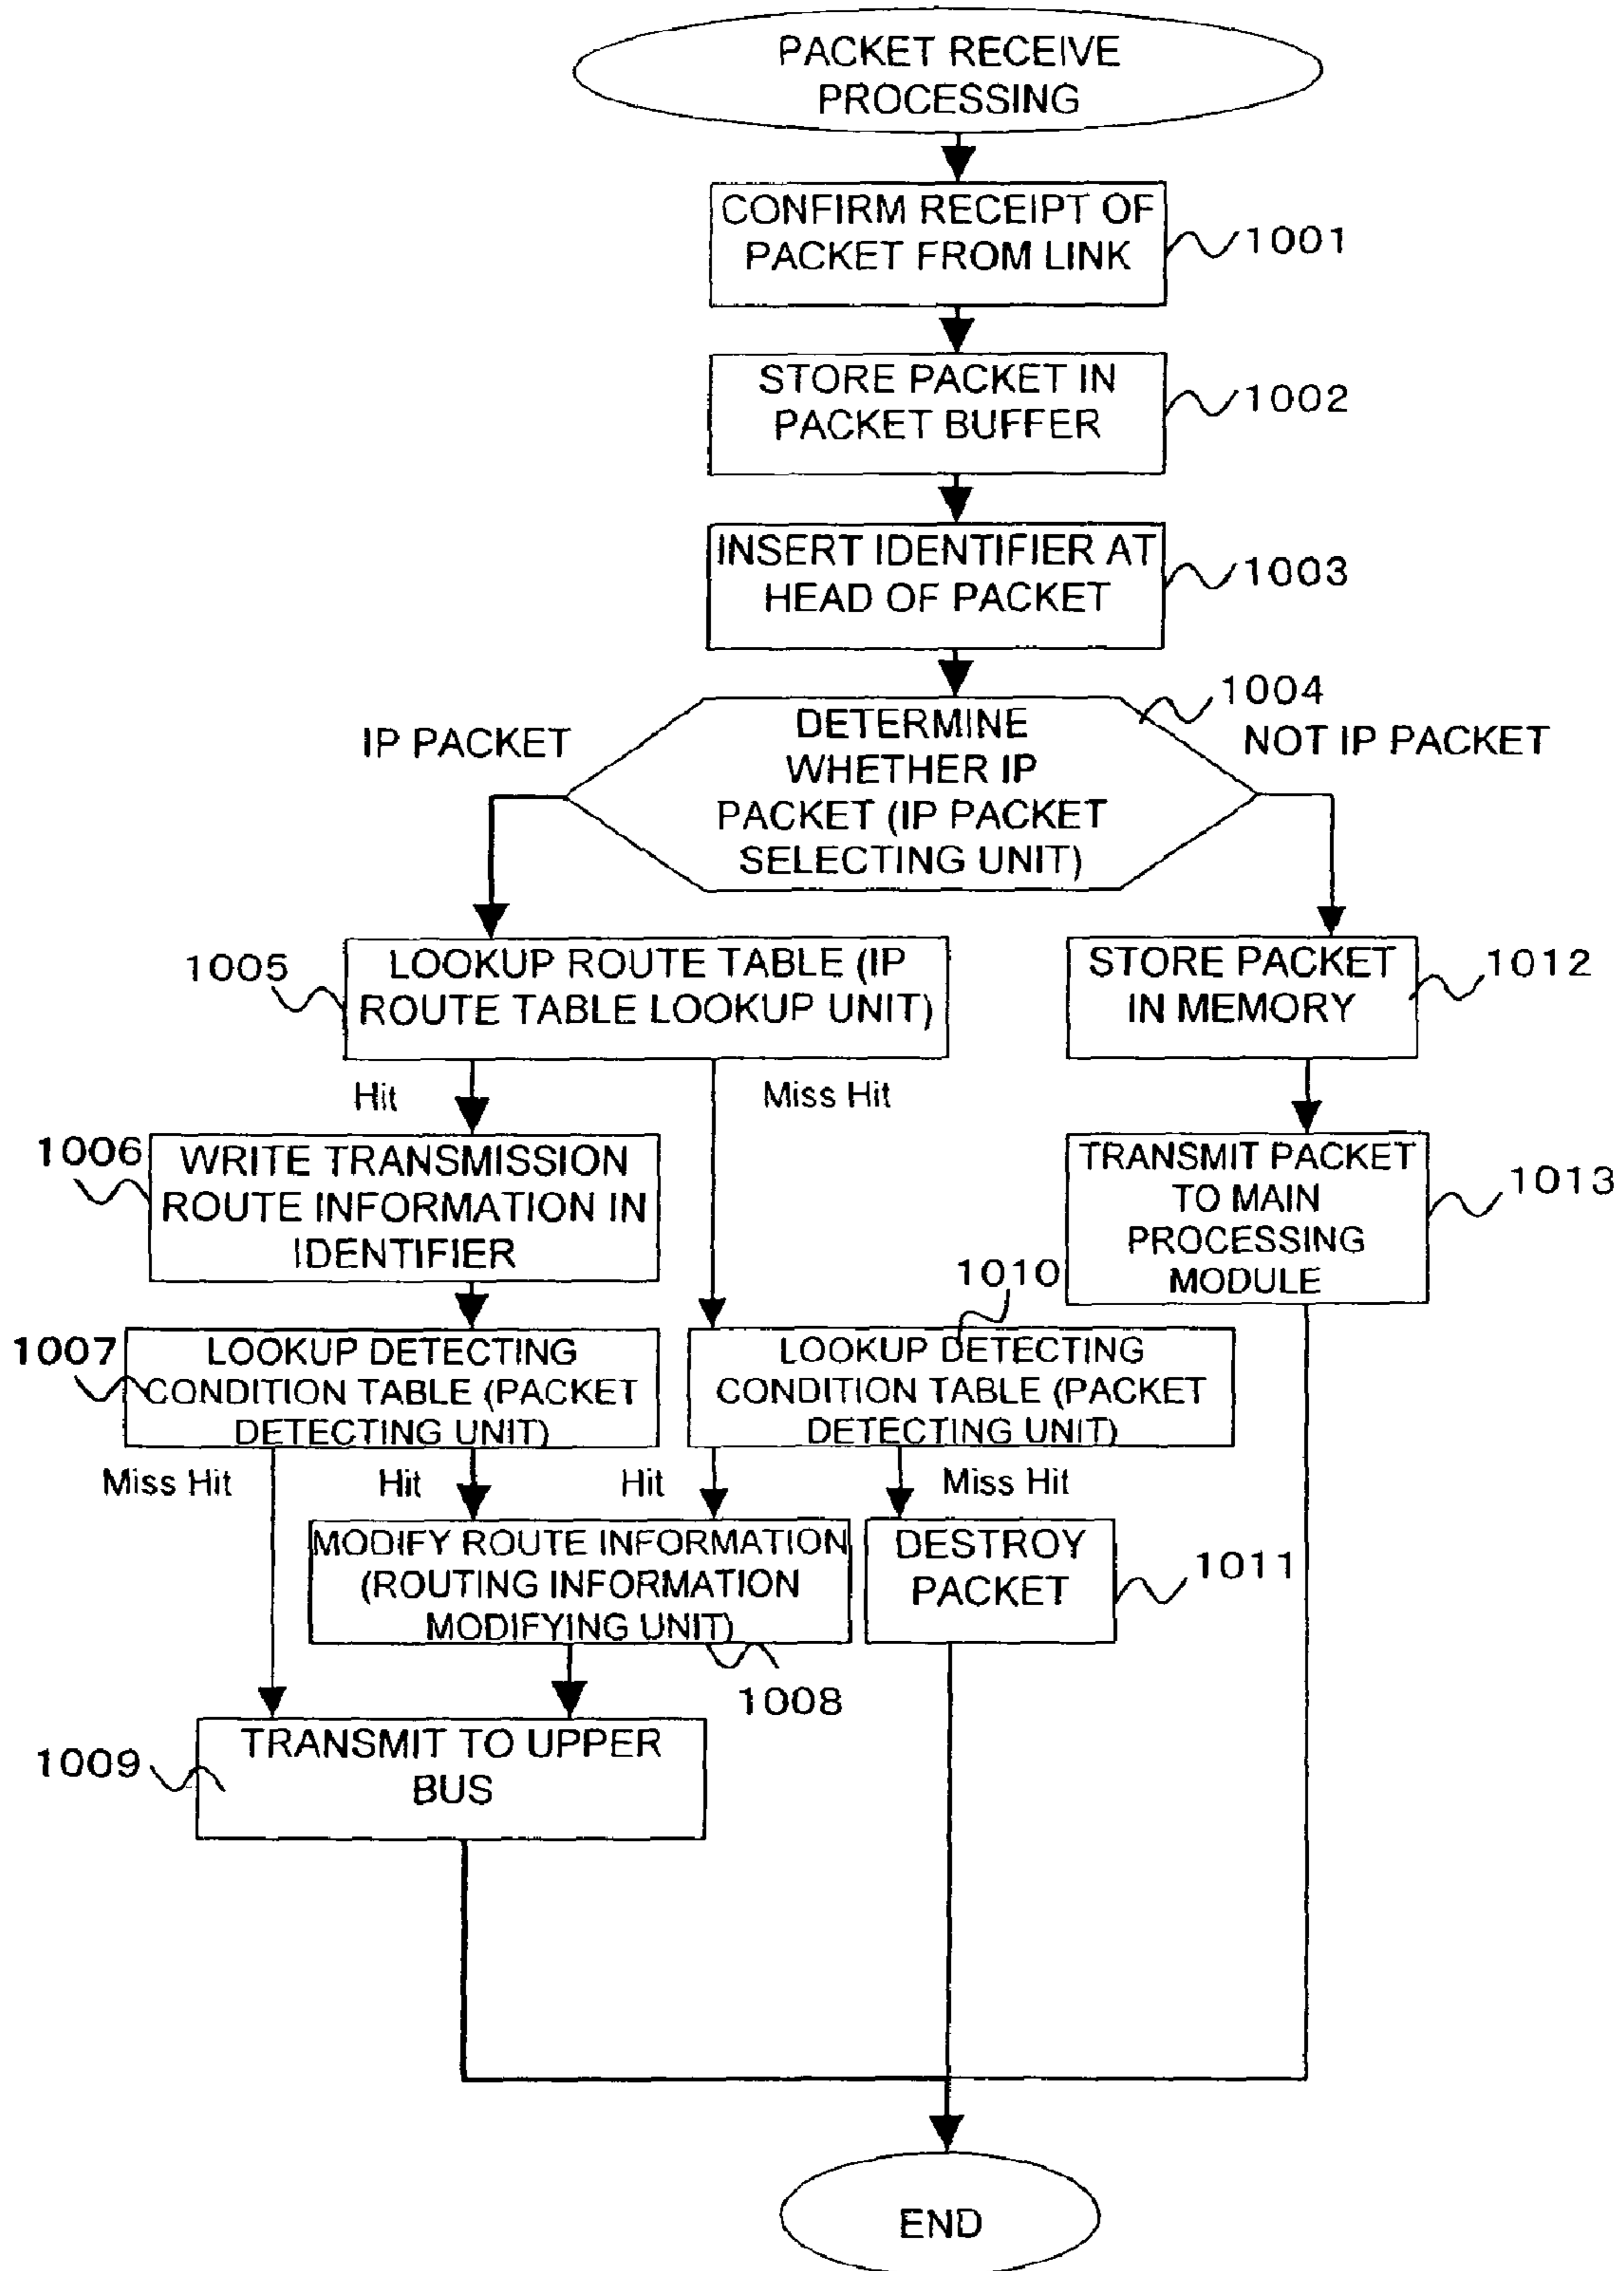 PACKET RECEIVE
PROCESSING
CONFIRM RECEIPT OF
PACKET FROM LINK
1001
STORE PACKET IN
PACKET BUFFER
1002
INSERT IDENTIFIER AT
HEAD OF PACKET
1003
1004
IP PACKET
DETERMINE
WHETHER IP
PACKET (IP PACKET
SELECTING UNIT)
NOT IP PACKET
1005
LOOKUP ROUTE TABLE (IP
ROUTE TABLE LOOKUP UNIT)
STORE PACKET
IN MEMORY
1012
Hit
Miss Hit
1006
WRITE TRANSMISSION
ROUTE INFORMATION IN
IDENTIFIER
TRANSMIT PACKET
TO MAIN
PROCESSING
MODULE
1013
1010
1007
LOOKUP DETECTING
CONDITION TABLE (PACKET
DETECTING UNIT)
LOOKUP DETECTING
CONDITION TABLE (PACKET
DETECTING UNIT)
Miss Hit
Hit
Hit
Miss Hit
MODIFY ROUTE INFORMATION
(ROUTING INFORMATION
MODIFYING UNIT)
1008
DESTROY
PACKET
1011
1009
TRANSMIT TO UPPER
BUS
END